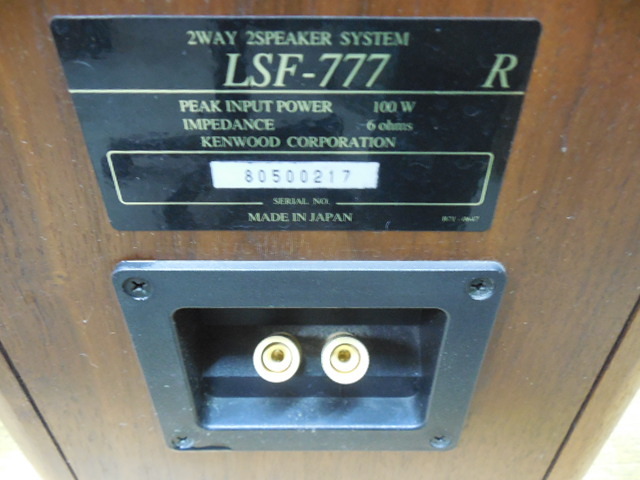 2WAY 2SPEAKER SYSTEM
LSF-777 R
PEAK INPUT POWER 100 W
IMPEDANCE 6 ohms
KENWOOD CORPORATION
80500217
SERIAL NO.
MADE IN JAPAN